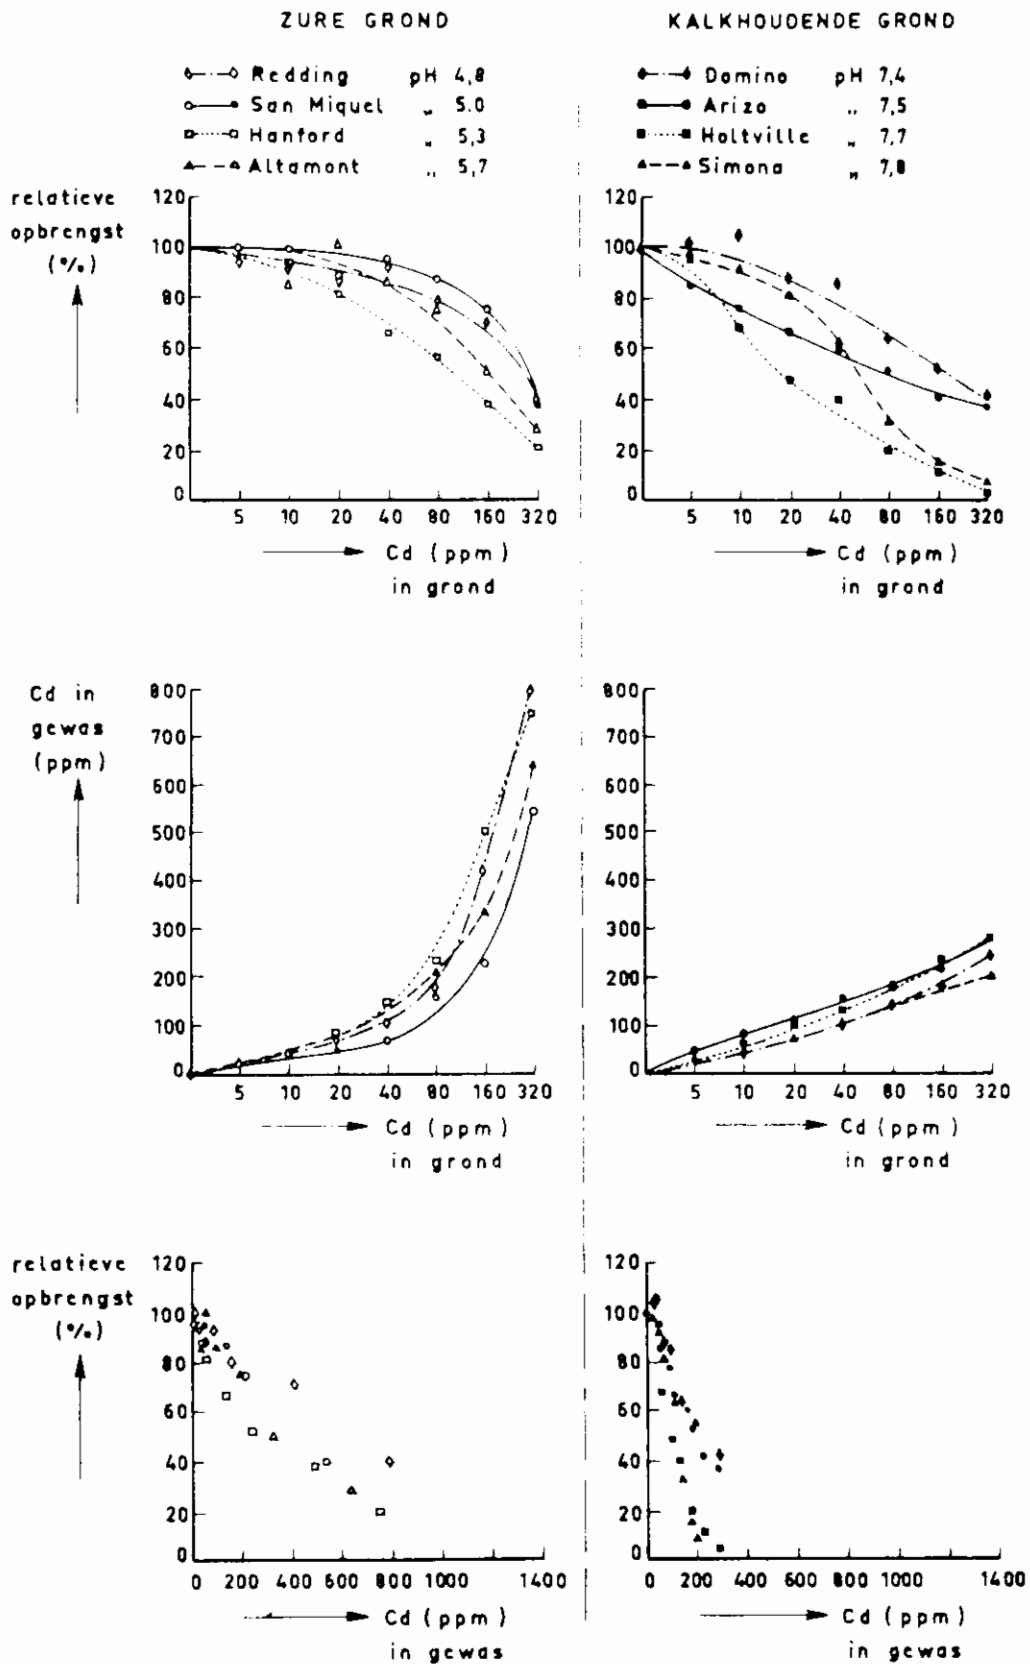 ZURE GROND
Redding pH 4,8
San Miquel „ 5.0
Hanford „ 5,3
Altamont „ 5,7
relatieve
opbrengst
(%)
120
100
80
60
40
20
0
5 10 20 40 80 160 320
Cd (ppm)
in grond
KALKHOUDENDE GROND
Domino pH 7,4
Arizo „ 7,5
Holtville „ 7,7
Simona „ 7,8
120
100
80
60
40
20
0
5 10 20 40 80 160 320
Cd (ppm)
in grond
Cd in
gewas
(ppm)
800
700
600
500
400
300
200
100
0
5 10 20 40 80 160 320
Cd (ppm)
in grond
800
700
600
500
400
300
200
100
0
5 10 20 40 80 160 320
Cd (ppm)
in grond
relatieve
opbrengst
(%)
120
100
80
60
40
20
0
0 200 400 600 800 1000 1400
Cd (ppm)
in gewas
120
100
80
60
40
20
0
0 200 400 600 800 1000 1400
Cd (ppm)
in gewas